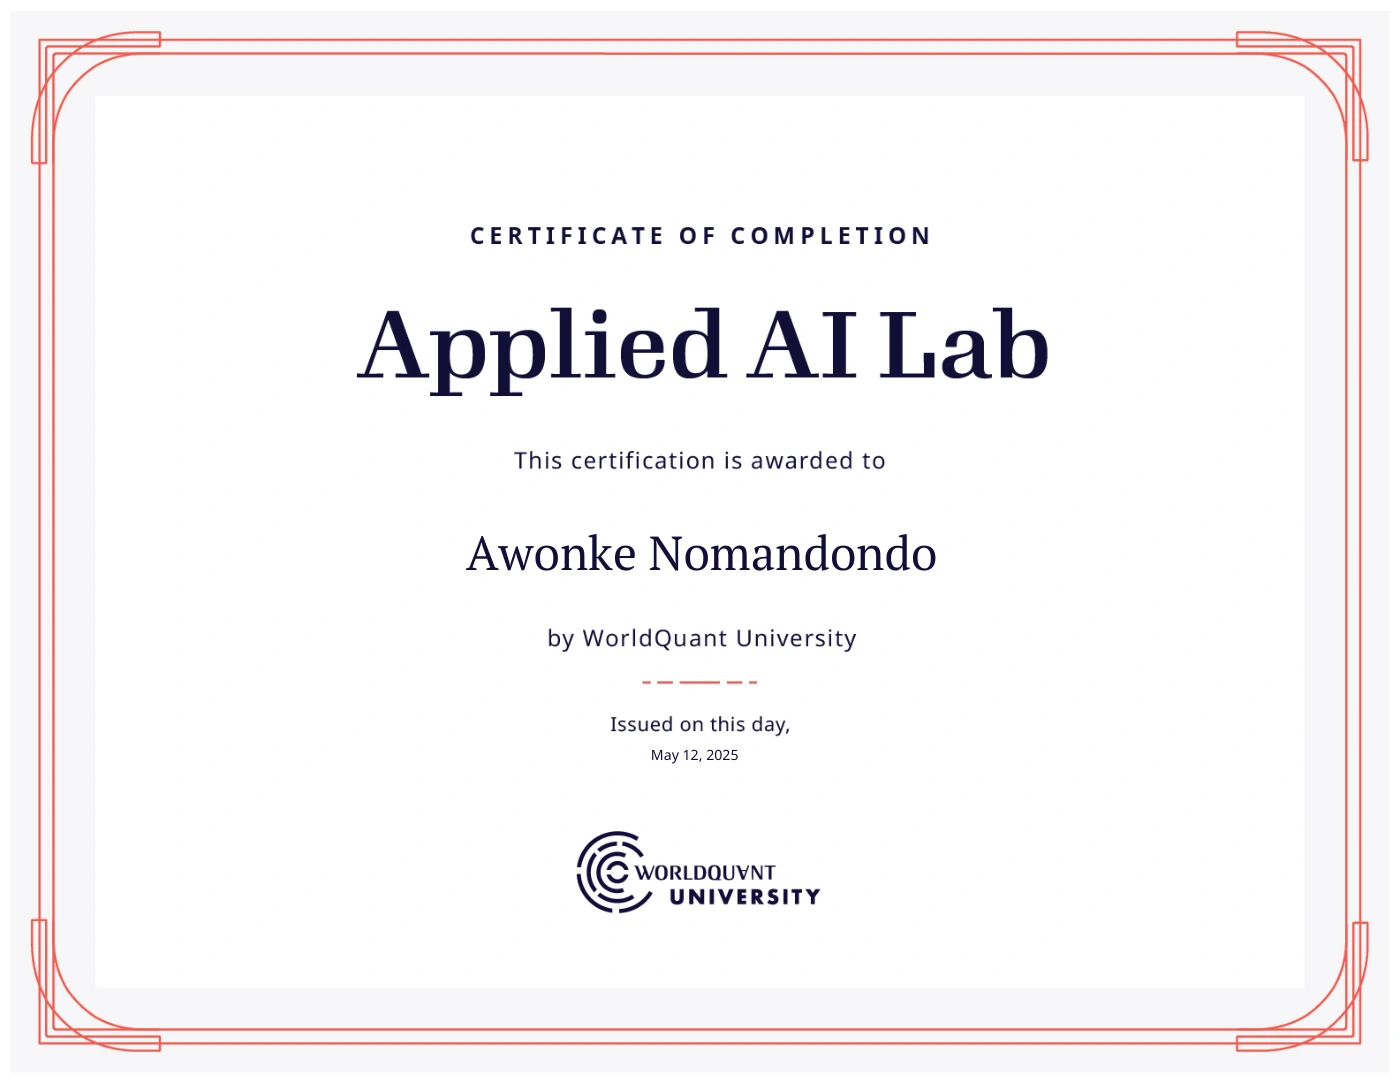 CERTIFICATE OF COMPLETION
Applied AI Lab
This certification is awarded to
Awonke Nomandondo
by WorldQuant University
Issued on this day,
May 12, 2025
WORLDQUANT
UNIVERSITY